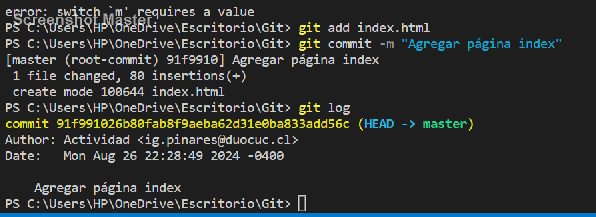 error: switch `m' requires a value
Screenshot Master
PS C:\Users\HP\OneDrive\Escritorio\Git> git add index.html
PS C:\Users\HP\OneDrive\Escritorio\Git> git commit -m "Agregar página index"
[master (root-commit) 91f9910] Agregar página index
1 file changed, 80 insertions(+)
create mode 100644 index.html
PS C:\Users\HP\OneDrive\Escritorio\Git> git log
commit 91f991026b80fab8f9aeba62d31e0ba833add56c (HEAD -> master)
Author: Actividad <ig.pinares@duocuc.cl>
Date:   Mon Aug 26 22:28:49 2024 -0400
Agregar página index
PS C:\Users\HP\OneDrive\Escritorio\Git>